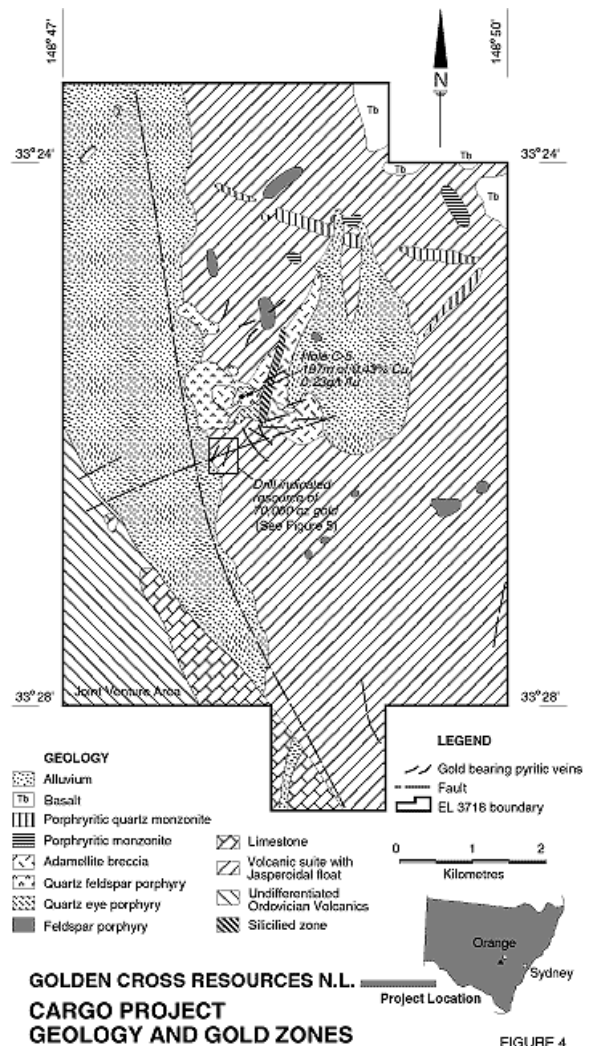 148° 47'
148° 50'
N
33° 24'
33° 24'
Tb
Tb
Tb
Tb
Hole C-5
197m of 0.43% Cu,
0.23g/t Au
Drill indicated
resource of
70,000 oz gold
(See Figure 5)
Joint Venture Area
33° 28'
33° 28'
GEOLOGY
Alluvium
Tb Basalt
Porphyritic quartz monzonite
Porphyritic monzonite
Adamellite breccia
Quartz feldspar porphyry
Quartz eye porphyry
Feldspar porphyry
Limestone
Volcanic suite with
Jasperoidal float
Undifferentiated
Ordovician Volcanics
Silicified zone
LEGEND
Gold bearing pyritic veins
Fault
EL 3718 boundary
0 1 2
Kilometres
Orange
Sydney
Project Location
GOLDEN CROSS RESOURCES N.L.
CARGO PROJECT
GEOLOGY AND GOLD ZONES
FIGURE 4